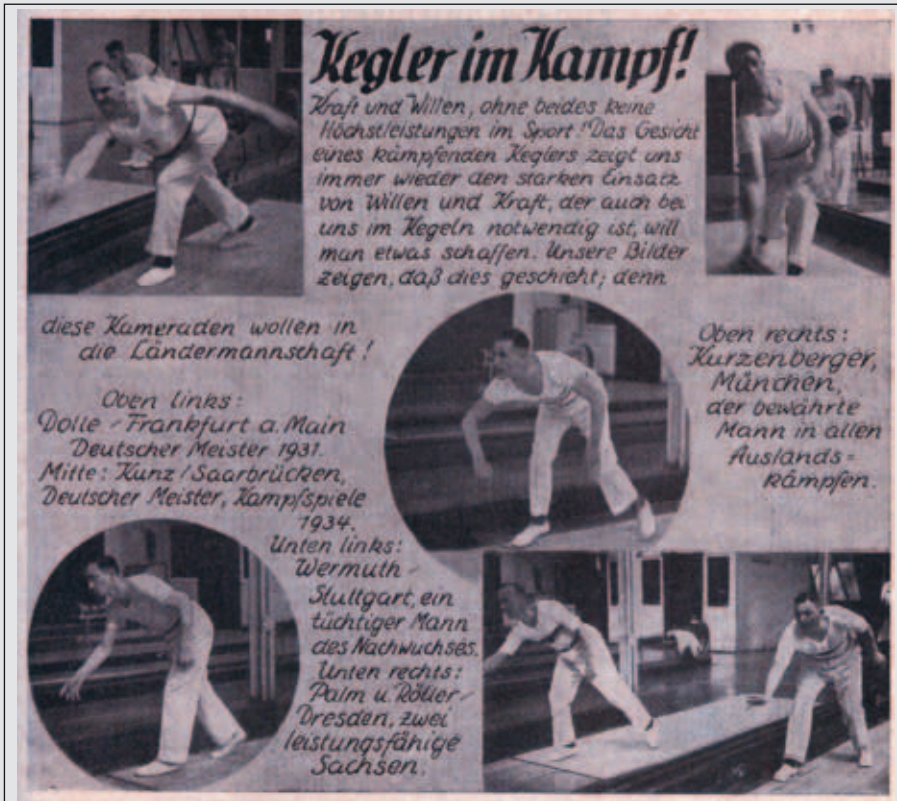 Kegler im Kampf!
Kraft und Willen, ohne beides keine
Höchstleistungen im Sport!" Das Gesicht
eines kämpfenden Keglers zeigt uns
immer wieder den starken Einsatz
von Willen und Kraft, der auch bei
uns im Kegeln notwendig ist, will
man etwas schaffen. Unsere Bilder
zeigen, daß dies geschieht; denn
diese Kameraden wollen in
die Ländermannschaft!
Oben links:
Dolle - Frankfurt a. Main
Deutscher Meister 1931.
Mitte: Kunz / Saarbrücken,
Deutscher Meister, Kampfspiele
1934.
Unten links:
Wermuth -
Stuttgart, ein
tüchtiger Mann
des Nachwuchses.
Unten rechts:
Palm u. Röller -
Dresden, zwei
leistungsfähige
Sachsen.
Oben rechts:
Kurzenberger,
München,
der bewährte
Mann in allen
Auslands=
kämpfen.